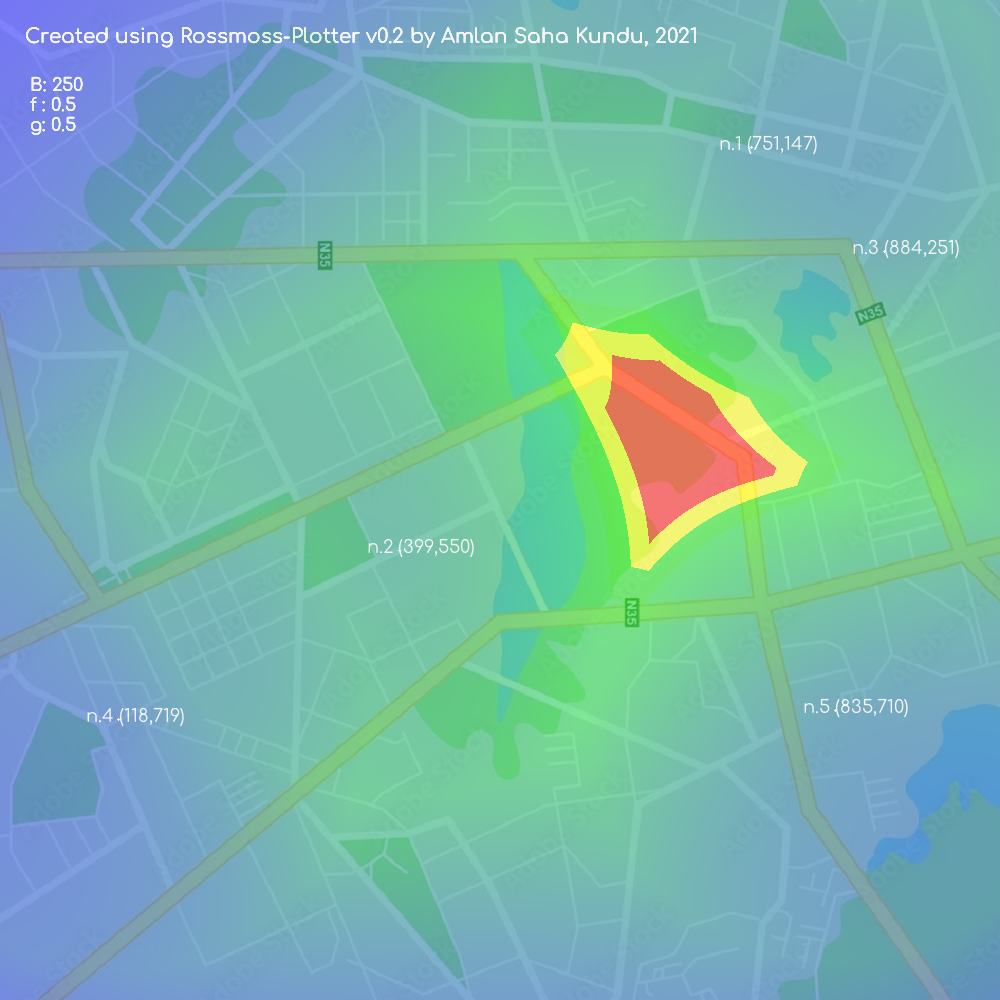 Created using Rossmoss-Plotter v0.2 by Amlan Saha Kundu, 2021
B: 250
f : 0.5
g: 0.5
n.1 (751,147)
N35
n.3 (884,251)
N35
n.2 (399,550)
N35
n.4 (118,719)
n.5 (835,710)